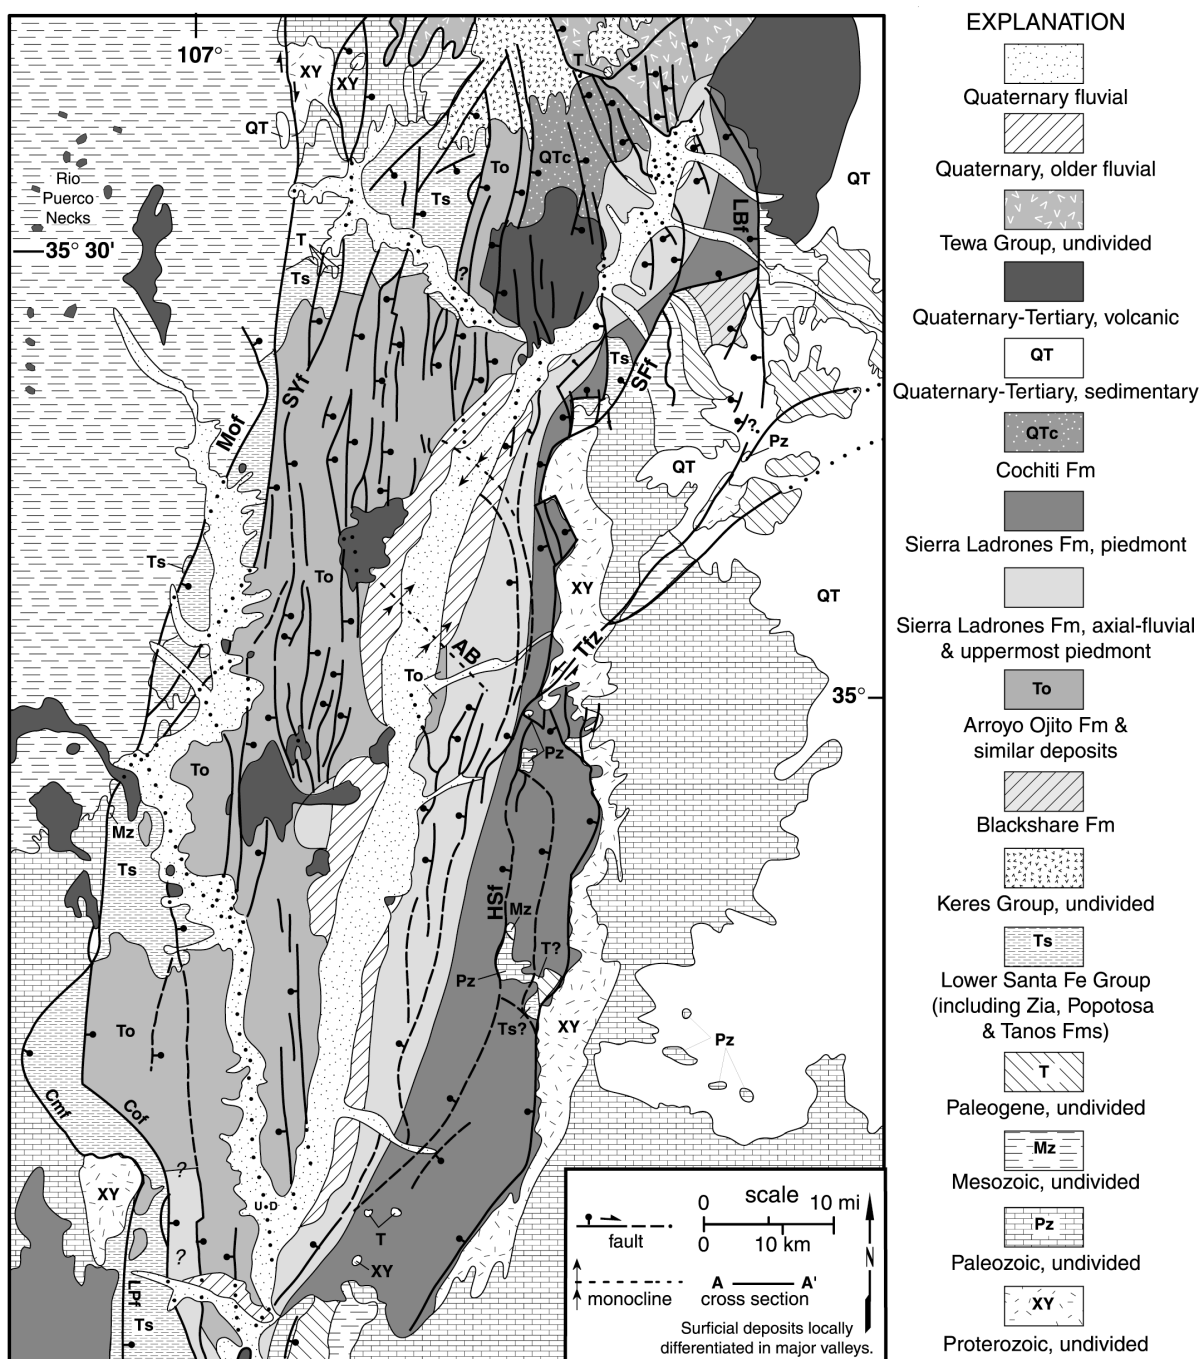 107°
XY
XY
T
QT
To
QTc
QT
Rio
Puerco
Necks
Ts
LBf
35° 30'
T
Ts
?
Ts
SFf
SYf
Mof
?
Pz
QT
Ts
To
XY
QT
Tfz
AB
To
35°
Pz
To
Mz
Ts
HSf
Mz
T?
Pz
Ts?
XY
To
Pz
Cmf
Cof
?
XY
U•D
?
T
XY
LPf
Ts
scale
0 10 mi
0 10 km
fault
N
A A'
monocline
cross section
Surficial deposits locally
differentiated in major valleys.
EXPLANATION
Quaternary fluvial
Quaternary, older fluvial
Tewa Group, undivided
Quaternary-Tertiary, volcanic
QT
Quaternary-Tertiary, sedimentary
QTc
Cochiti Fm
Sierra Ladrones Fm, piedmont
Sierra Ladrones Fm, axial-fluvial
& uppermost piedmont
To
Arroyo Ojito Fm &
similar deposits
Blackshare Fm
Keres Group, undivided
Ts
Lower Santa Fe Group
(including Zia, Popotosa
& Tanos Fms)
T
Paleogene, undivided
Mz
Mesozoic, undivided
Pz
Paleozoic, undivided
XY
Proterozoic, undivided